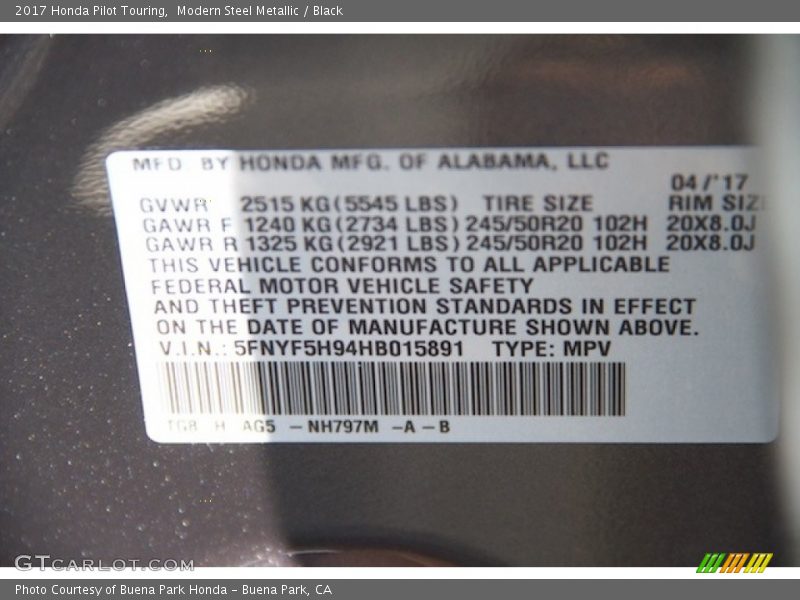 2017 Honda Pilot Touring, Modern Steel Metallic / Black
MFD. BY HONDA MFG. OF ALABAMA, LLC
04/'17
GVWR 2515 KG(5545 LBS) TIRE SIZE RIM SIZE
GAWR F 1240 KG(2734 LBS) 245/50R20 102H 20X8.0J
GAWR R 1325 KG(2921 LBS) 245/50R20 102H 20X8.0J
THIS VEHICLE CONFORMS TO ALL APPLICABLE
FEDERAL MOTOR VEHICLE SAFETY
AND THEFT PREVENTION STANDARDS IN EFFECT
ON THE DATE OF MANUFACTURE SHOWN ABOVE.
V.I.N.: 5FNYF5H94HB015891 TYPE: MPV
TG8 H AG5 -NH797M -A-B
GTCARLOT.COM
Photo Courtesy of Buena Park Honda - Buena Park, CA